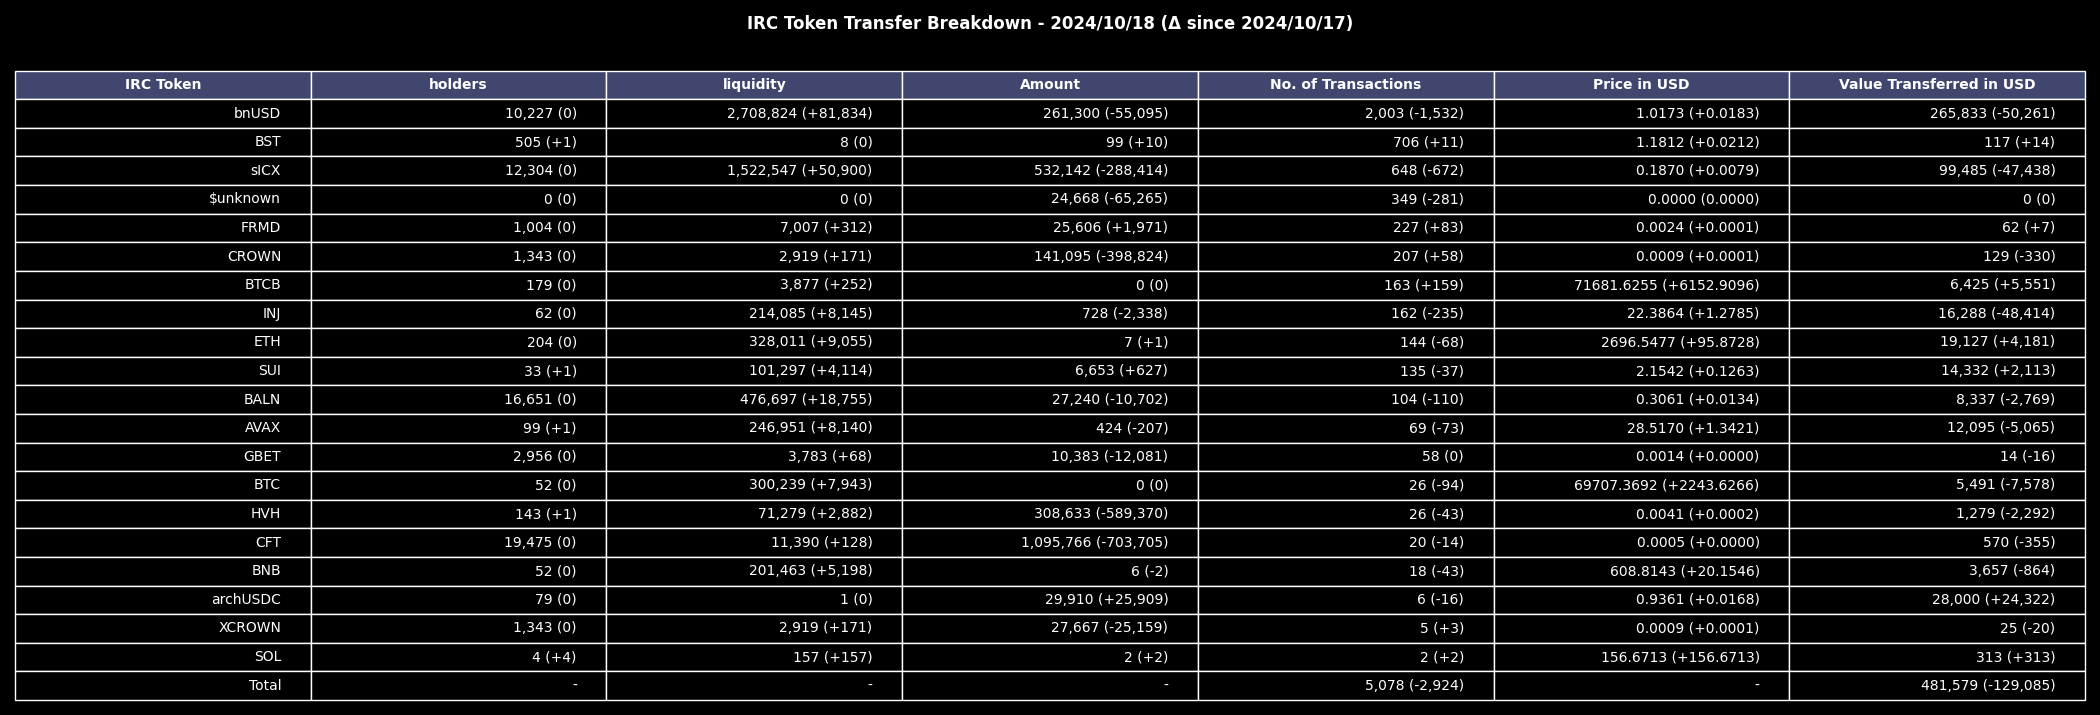 IRC Token Transfer Breakdown - 2024/10/18 (Δ since 2024/10/17)
IRC Token holders liquidity Amount No. of Transactions Price in USD Value Transferred in USD
bnUSD 10,227 (0) 2,708,824 (+81,834) 261,300 (-55,095) 2,003 (-1,532) 1.0173 (+0.0183) 265,833 (-50,261)
BST 505 (+1) 8 (0) 99 (+10) 706 (+11) 1.1812 (+0.0212) 117 (+14)
sICX 12,304 (0) 1,522,547 (+50,900) 532,142 (-288,414) 648 (-672) 0.1870 (+0.0079) 99,485 (-47,438)
$unknown 0 (0) 0 (0) 24,668 (-65,265) 349 (-281) 0.0000 (0.0000) 0 (0)
FRMD 1,004 (0) 7,007 (+312) 25,606 (+1,971) 227 (+83) 0.0024 (+0.0001) 62 (+7)
CROWN 1,343 (0) 2,919 (+171) 141,095 (-398,824) 207 (+58) 0.0009 (+0.0001) 129 (-330)
BTCB 179 (0) 3,877 (+252) 0 (0) 163 (+159) 71681.6255 (+6152.9096) 6,425 (+5,551)
INJ 62 (0) 214,085 (+8,145) 728 (-2,338) 162 (-235) 22.3864 (+1.2785) 16,288 (-48,414)
ETH 204 (0) 328,011 (+9,055) 7 (+1) 144 (-68) 2696.5477 (+95.8728) 19,127 (+4,181)
SUI 33 (+1) 101,297 (+4,114) 6,653 (+627) 135 (-37) 2.1542 (+0.1263) 14,332 (+2,113)
BALN 16,651 (0) 476,697 (+18,755) 27,240 (-10,702) 104 (-110) 0.3061 (+0.0134) 8,337 (-2,769)
AVAX 99 (+1) 246,951 (+8,140) 424 (-207) 69 (-73) 28.5170 (+1.3421) 12,095 (-5,065)
GBET 2,956 (0) 3,783 (+68) 10,383 (-12,081) 58 (0) 0.0014 (+0.0000) 14 (-16)
BTC 52 (0) 300,239 (+7,943) 0 (0) 26 (-94) 69707.3692 (+2243.6266) 5,491 (-7,578)
HVH 143 (+1) 71,279 (+2,882) 308,633 (-589,370) 26 (-43) 0.0041 (+0.0002) 1,279 (-2,292)
CFT 19,475 (0) 11,390 (+128) 1,095,766 (-703,705) 20 (-14) 0.0005 (+0.0000) 570 (-355)
BNB 52 (0) 201,463 (+5,198) 6 (-2) 18 (-43) 608.8143 (+20.1546) 3,657 (-864)
archUSDC 79 (0) 1 (0) 29,910 (+25,909) 6 (-16) 0.9361 (+0.0168) 28,000 (+24,322)
XCROWN 1,343 (0) 2,919 (+171) 27,667 (-25,159) 5 (+3) 0.0009 (+0.0001) 25 (-20)
SOL 4 (+4) 157 (+157) 2 (+2) 2 (+2) 156.6713 (+156.6713) 313 (+313)
Total - - - 5,078 (-2,924) - 481,579 (-129,085)